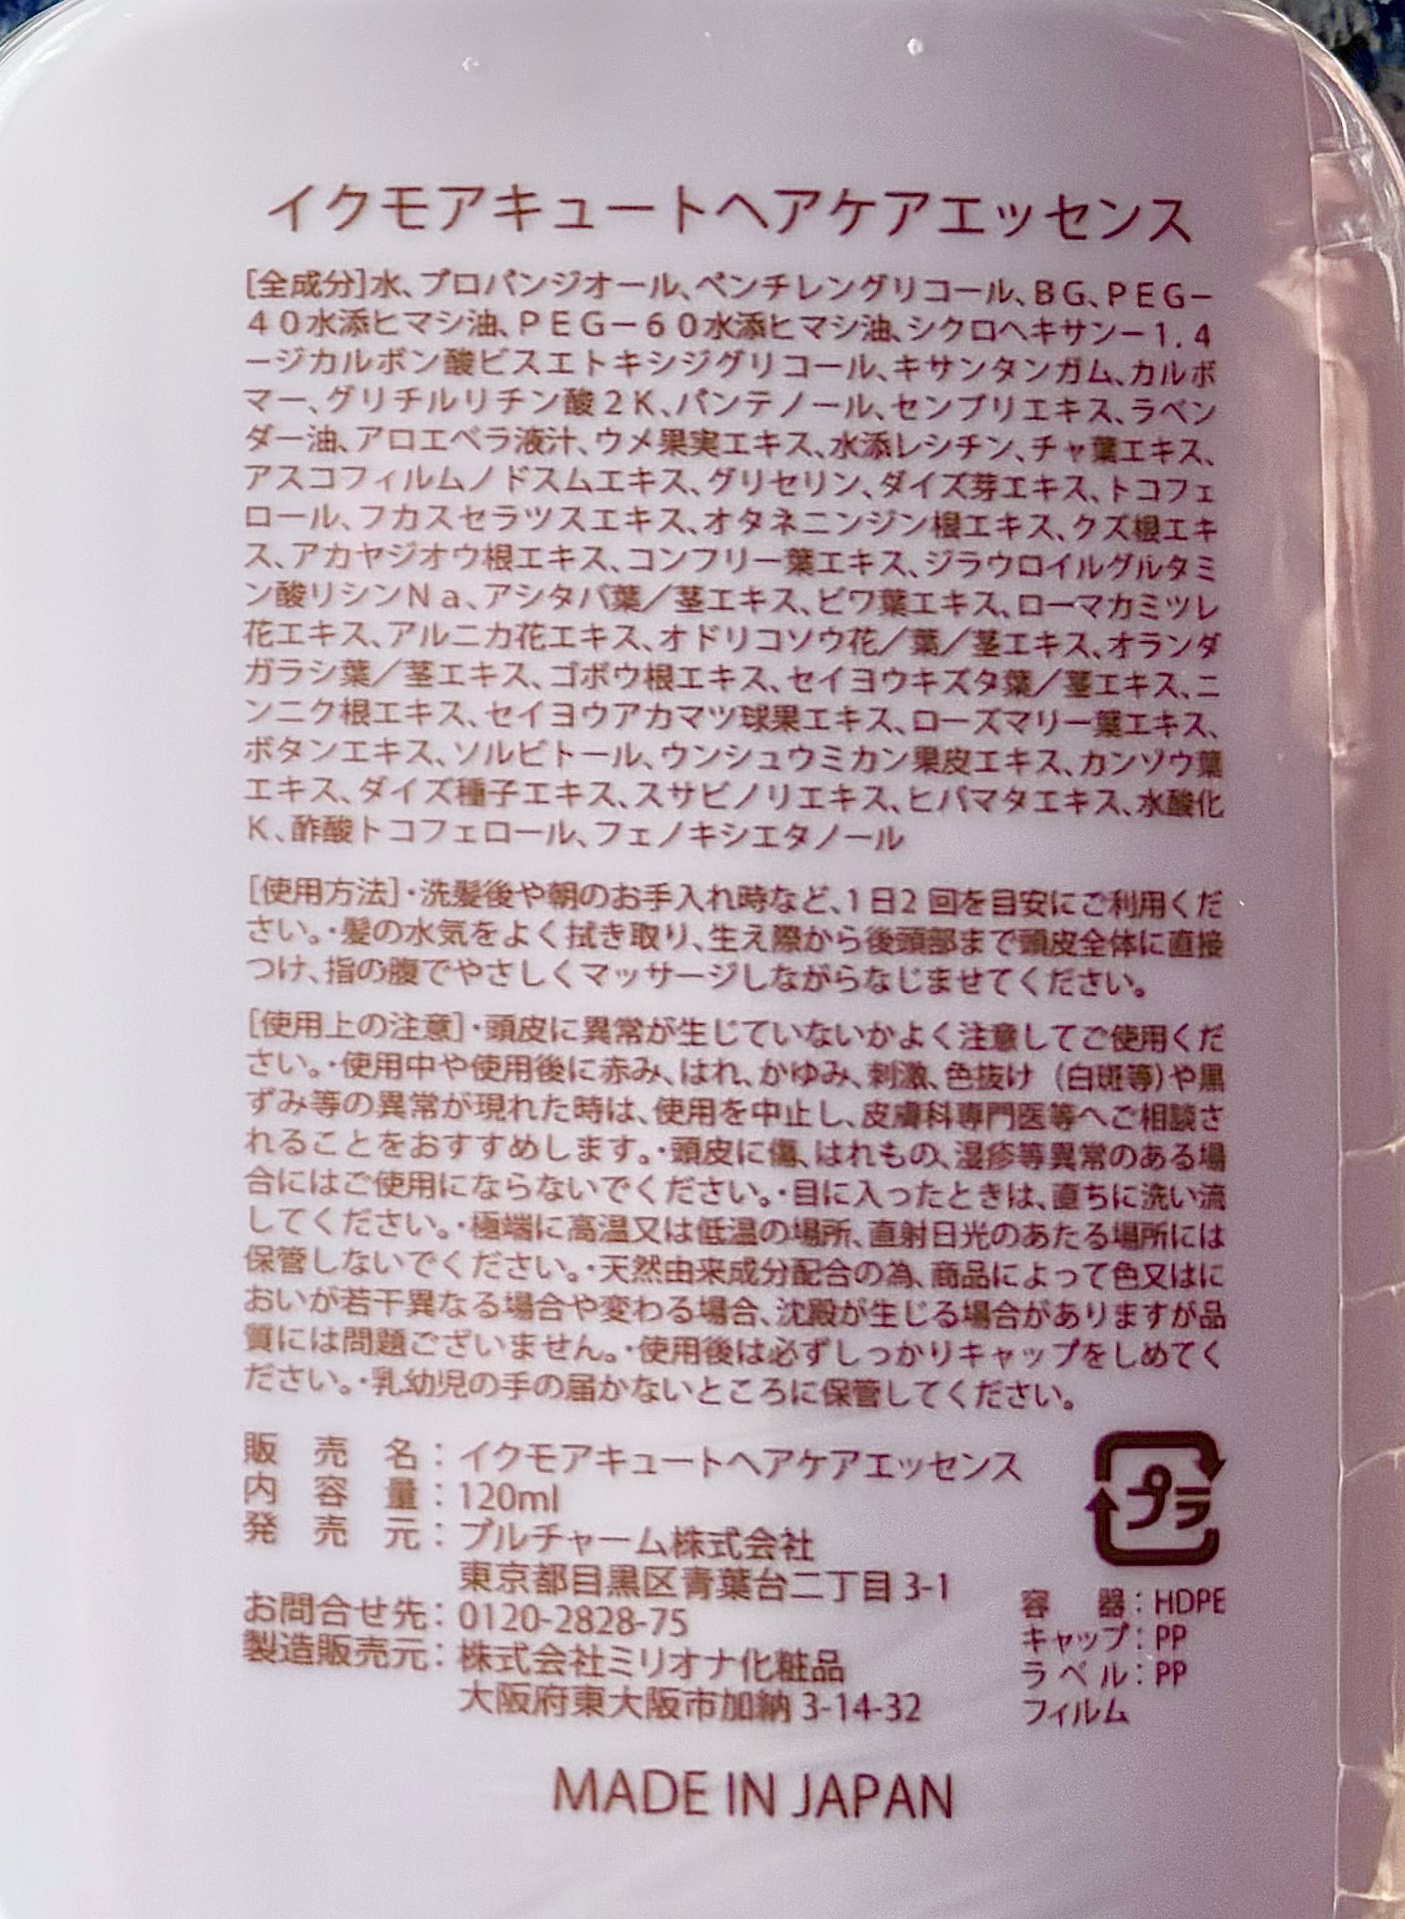 イクモアキュートヘアケアエッセンス
[全成分]水、プロパンジオール、ペンチレングリコール、BG、PEG-
40水添ヒマシ油、PEG-60水添ヒマシ油、シクロヘキサン-1.4
-ジカルボン酸ビスエトキシジグリコール、キサンタンガム、カルボ
マー、グリチルリチン酸2K、パンテノール、センブリエキス、ラベン
ダー油、アロエベラ液汁、ウメ果実エキス、水添レシチン、チャ葉エキス、
アスコフィルムノドスムエキス、グリセリン、ダイズ芽エキス、トコフェ
ロール、フカスセラツスエキス、オタネニンジン根エキス、クズ根エキ
ス、アカヤジオウ根エキス、コンフリー葉エキス、ジラウロイルグルタミ
ン酸リシンNa、アシタバ葉/茎エキス、ビワ葉エキス、ローマカミツレ
花エキス、アルニカ花エキス、オドリコソウ花/葉/茎エキス、オランダ
ガラシ葉/茎エキス、ゴボウ根エキス、セイヨウキズタ葉/茎エキス、ニ
ンニク根エキス、セイヨウアカマツ球果エキス、ローズマリー葉エキス、
ボタンエキス、ソルビトール、ウンシュウミカン果皮エキス、カンゾウ葉
エキス、ダイズ種子エキス、スサビノリエキス、ヒバマタエキス、水酸化
K、酢酸トコフェロール、フェノキシエタノール
[使用方法]・洗髪後や朝のお手入れ時など、1日2回を目安にご利用くだ
さい。・髪の水気をよく拭き取り、生え際から後頭部まで頭皮全体に直接
つけ、指の腹でやさしくマッサージしながらなじませてください。
[使用上の注意]・頭皮に異常が生じていないかよく注意してご使用くだ
さい。・使用中や使用後に赤み、はれ、かゆみ、刺激、色抜け（白斑等）や黒
ずみ等の異常が現れた時は、使用を中止し、皮膚科専門医等へご相談さ
れることをおすすめします。・頭皮に傷、はれもの、湿疹等異常のある場
合にはご使用にならないでください。・目に入ったときは、直ちに洗い流
してください。・極端に高温又は低温の場所、直射日光のあたる場所には
保管しないでください。・天然由来成分配合の為、商品によって色又はに
おいが若干異なる場合や変わる場合、沈殿が生じる場合がありますが品
質には問題ございません。・使用後は必ずしっかりキャップをしめてく
ださい。・乳幼児の手の届かないところに保管してください。
販売名：イクモアキュートヘアケアエッセンス
内容量：120ml
発売元：ブルチャーム株式会社
東京都目黒区青葉台二丁目3-1
お問合せ先：0120-2828-75
製造販売元：株式会社ミリオナ化粧品
大阪府東大阪市加納3-14-32
プラ
容器：HDPE
キャップ：PP
ラベル：PP
フィルム
MADE IN JAPAN